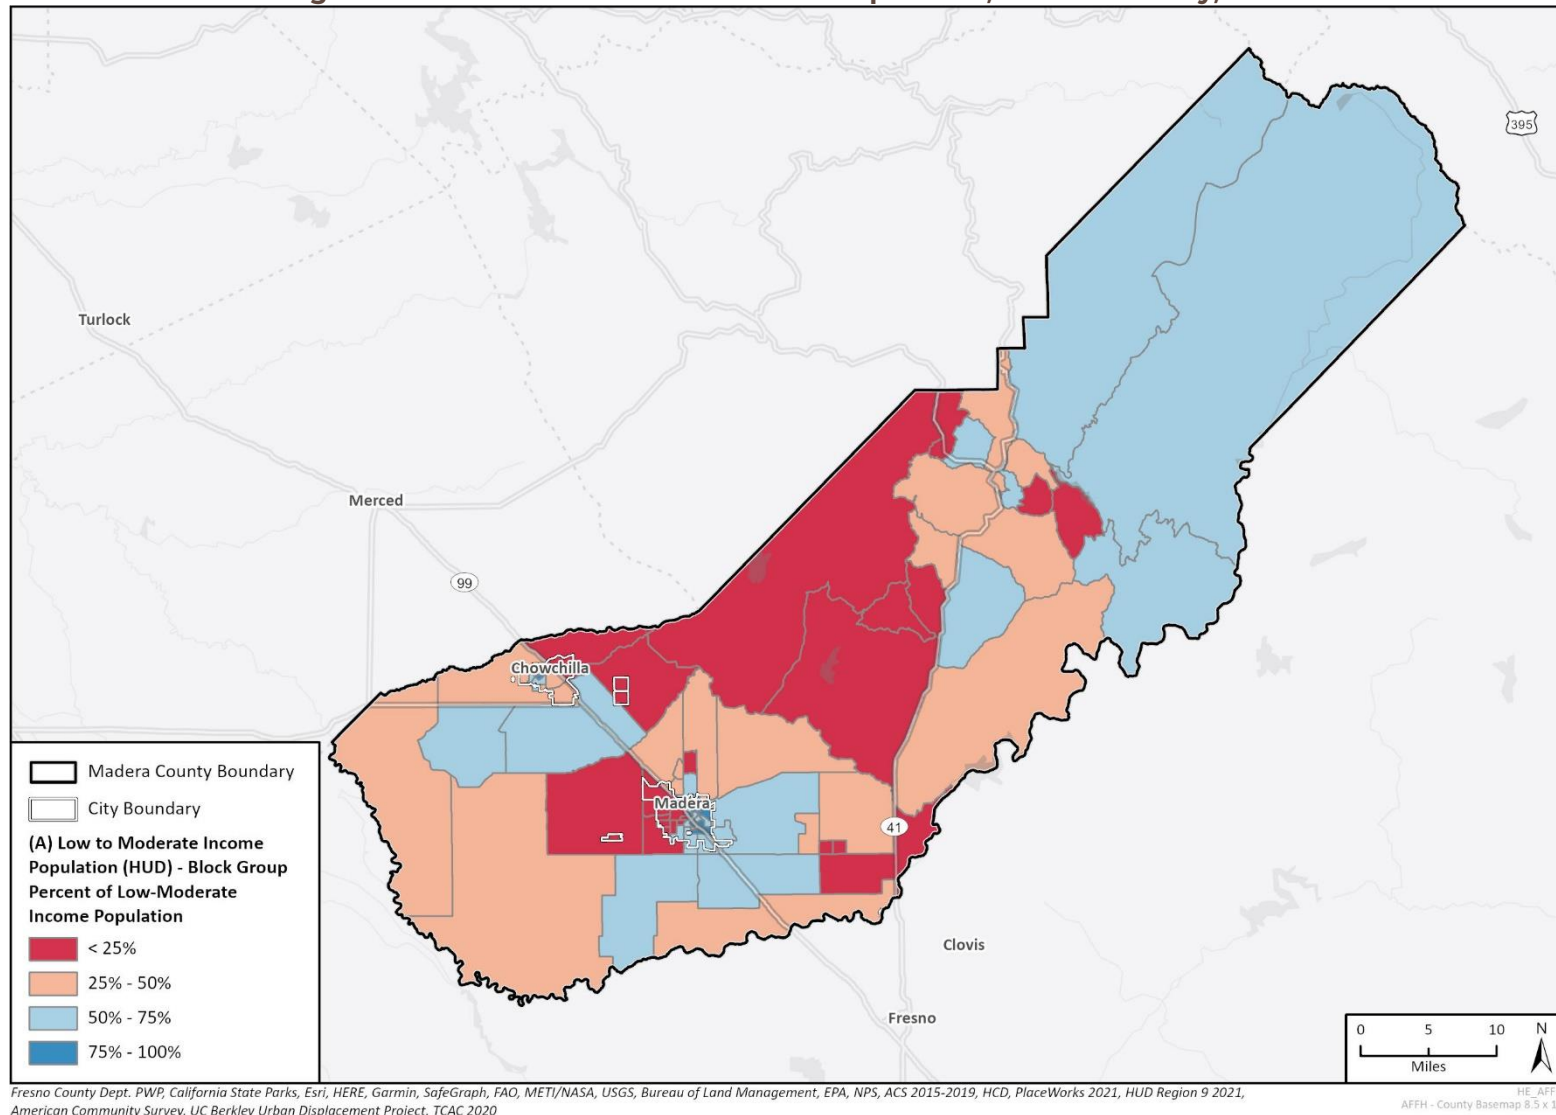 395
Turlock
Merced
99
Chowchilla
Madera
41
Clovis
Fresno
Madera County Boundary
City Boundary
(A) Low to Moderate Income
Population (HUD) - Block Group
Percent of Low-Moderate
Income Population
< 25%
25% - 50%
50% - 75%
75% - 100%
0 5 10 N
Miles
Fresno County Dept. PWP, California State Parks, Esri, HERE, Garmin, SafeGraph, FAO, METI/NASA, USGS, Bureau of Land Management, EPA, NPS, ACS 2015-2019, HCD, PlaceWorks 2021, HUD Region 9 2021,
American Community Survey, UC Berkley Urban Displacement Project, TCAC 2020
HE_AFF
AFFH - County Basemap 8.5 x 1